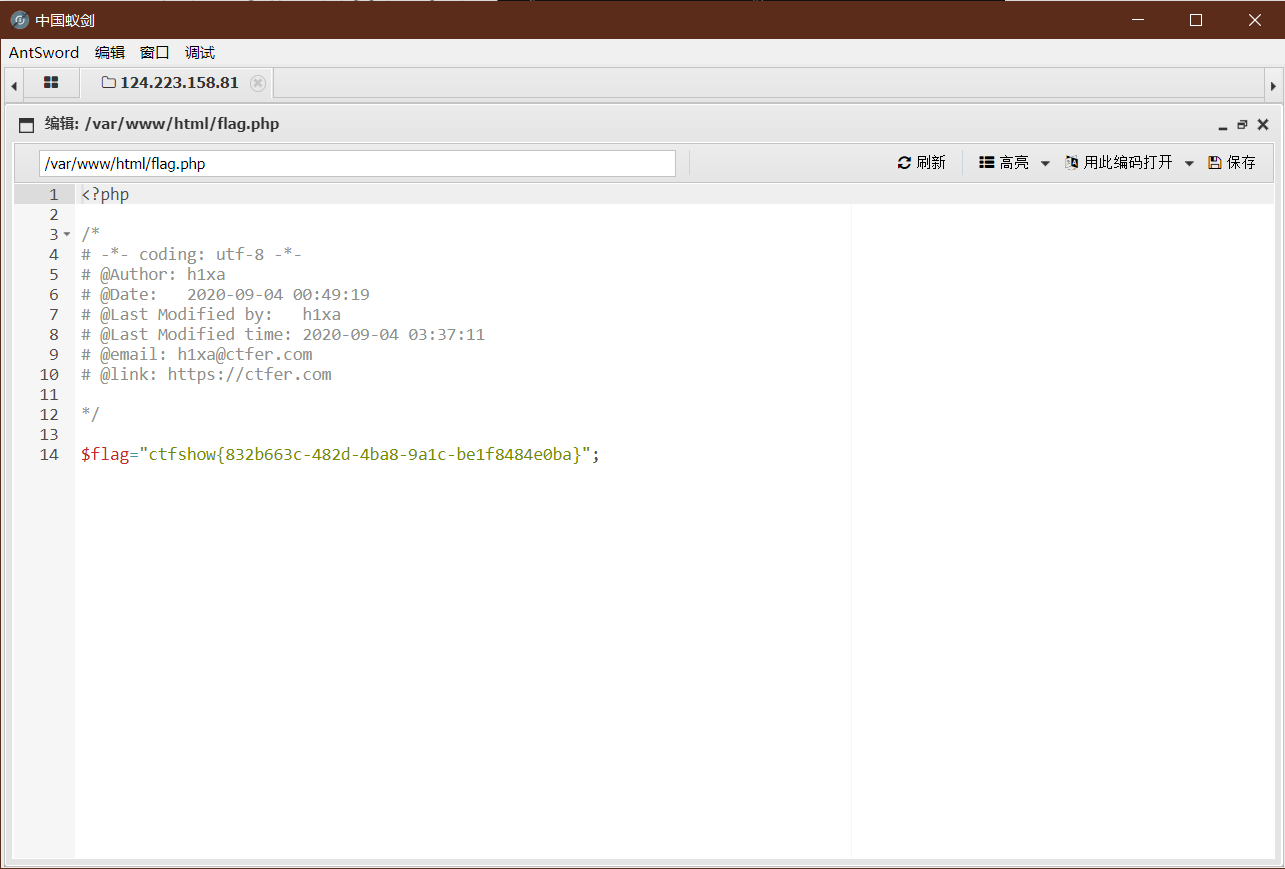 中国蚁剑
AntSword 编辑 窗口 调试
124.223.158.81
编辑: /var/www/html/flag.php
/var/www/html/flag.php 刷新 高亮 用此编码打开 保存
1 <?php
2
3 /*
4 # -*- coding: utf-8 -*-
5 # @Author: h1xa
6 # @Date:   2020-09-04 00:49:19
7 # @Last Modified by:   h1xa
8 # @Last Modified time: 2020-09-04 03:37:11
9 # @email: h1xa@ctfer.com
10 # @link: https://ctfer.com
11
12 */
13
14 $flag="ctfshow{832b663c-482d-4ba8-9a1c-be1f8484e0ba}";